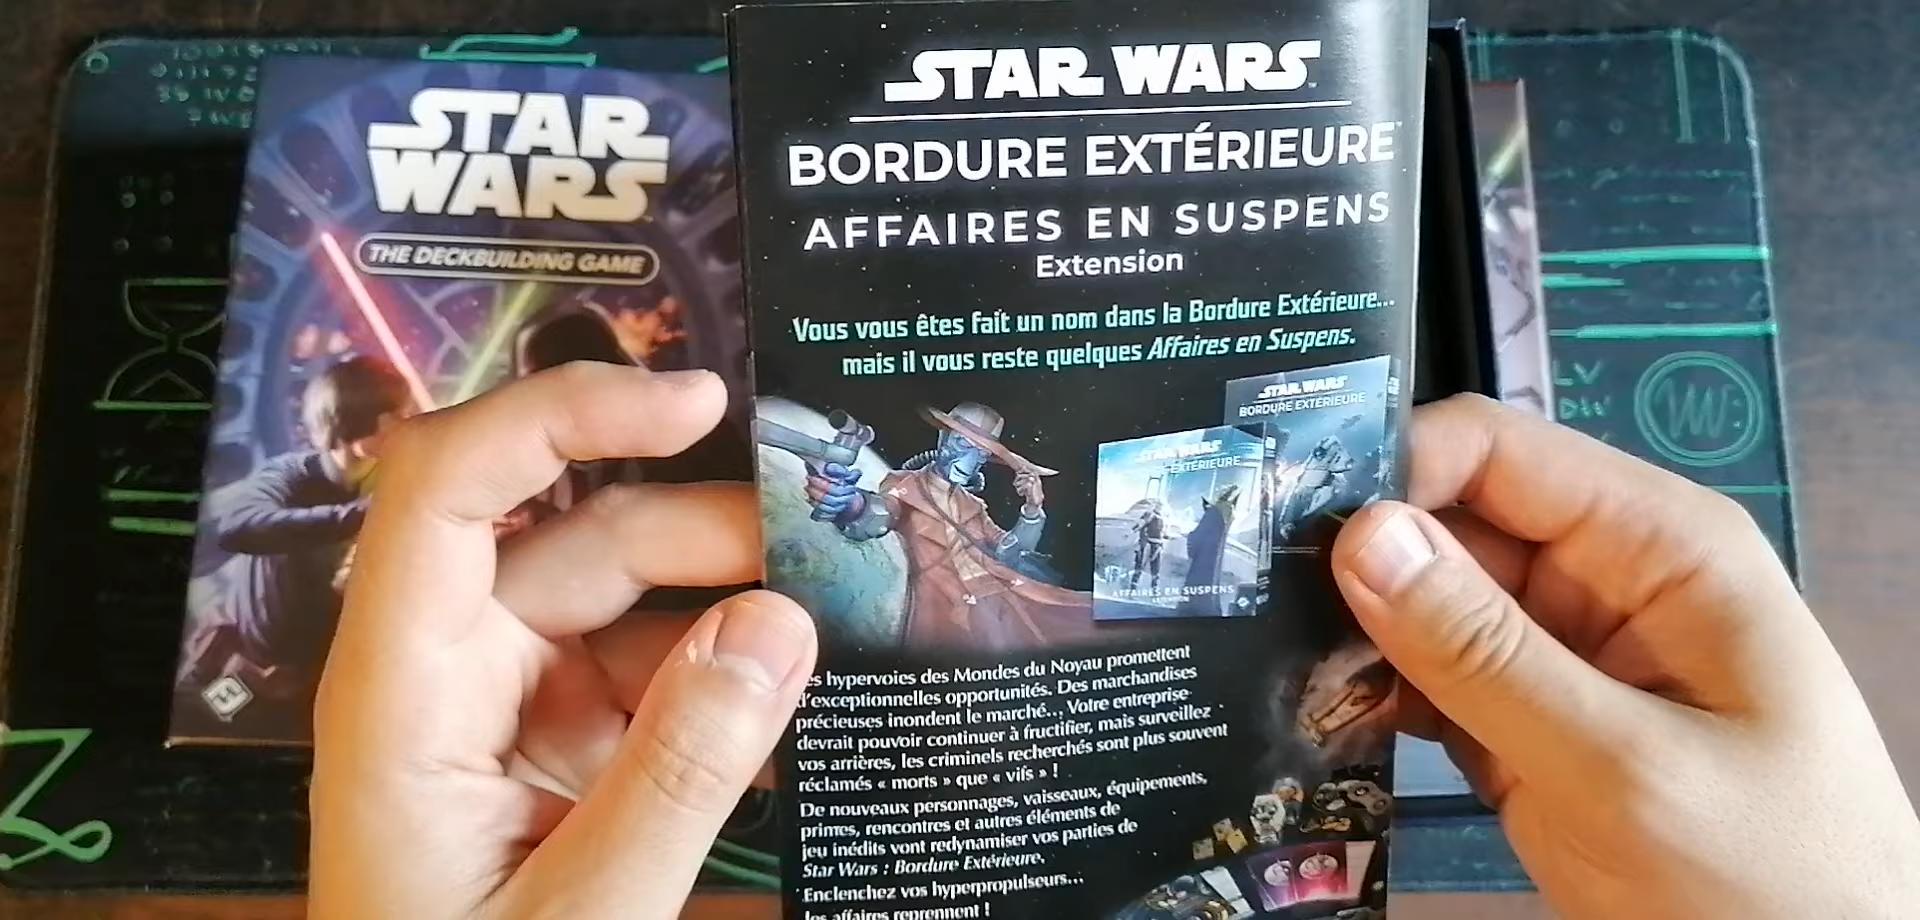 STAR
WARS
THE DECKBUILDING GAME
STAR WARS
BORDURE EXTÉRIEURE
AFFAIRES EN SUSPENS
Extension
Vous vous êtes fait un nom dans la Bordure Extérieure...
mais il vous reste quelques Affaires en Suspens.
STAR WARS
BORDURE EXTÉRIEURE
STAR WARS
EXTÉRIEURE
AFFAIRES EN SUSPENS
EXTENSION
es hypervoies des Mondes du Noyau promettent
d'exceptionnelles opportunités. Des marchandises
précieuses inondent le marché... Votre entreprise
devrait pouvoir continuer à fructifier, mais surveillez
vos arrières, les criminels recherchés sont plus souvent
réclamés « morts » que « vifs » !
De nouveaux personnages, vaisseaux, équipements,
primes, rencontres et autres éléments de
jeu inédits vont redynamiser vos parties de
Star Wars : Bordure Extérieure.
Enclenchez vos hyperpropulseurs...
les affaires reprennent !
LV
DW